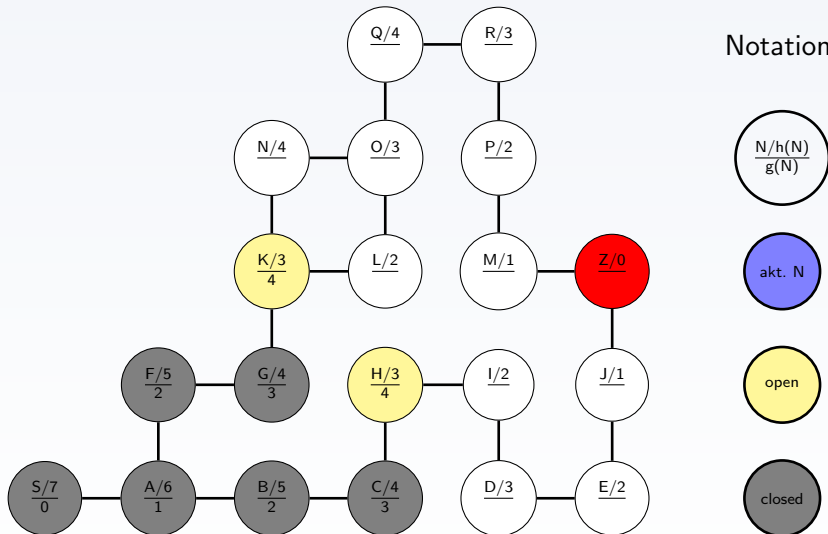 Q/4
R/3
Notation
N/4
O/3
P/2
N/h(N)
g(N)
K/3
4
L/2
M/1
Z/0
akt. N
F/5
2
G/4
3
H/3
4
I/2
J/1
open
S/7
0
A/6
1
B/5
2
C/4
3
D/3
E/2
closed